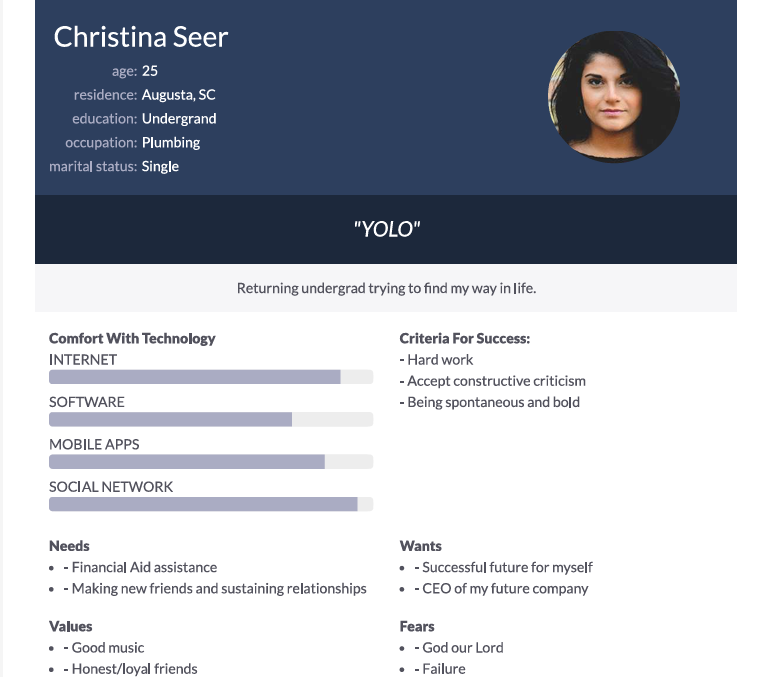 Christina Seer
age: 25
residence: Augusta, SC
education: Undergrand
occupation: Plumbing
marital status: Single
"YOLO"
Returning undergrad trying to find my way in life.
Comfort With Technology
INTERNET
SOFTWARE
MOBILE APPS
SOCIAL NETWORK
Criteria For Success:
- Hard work
- Accept constructive criticism
- Being spontaneous and bold
Needs
• - Financial Aid assistance
• - Making new friends and sustaining relationships
Wants
• - Successful future for myself
• - CEO of my future company
Values
• - Good music
• - Honest/loyal friends
Fears
• - God our Lord
• - Failure